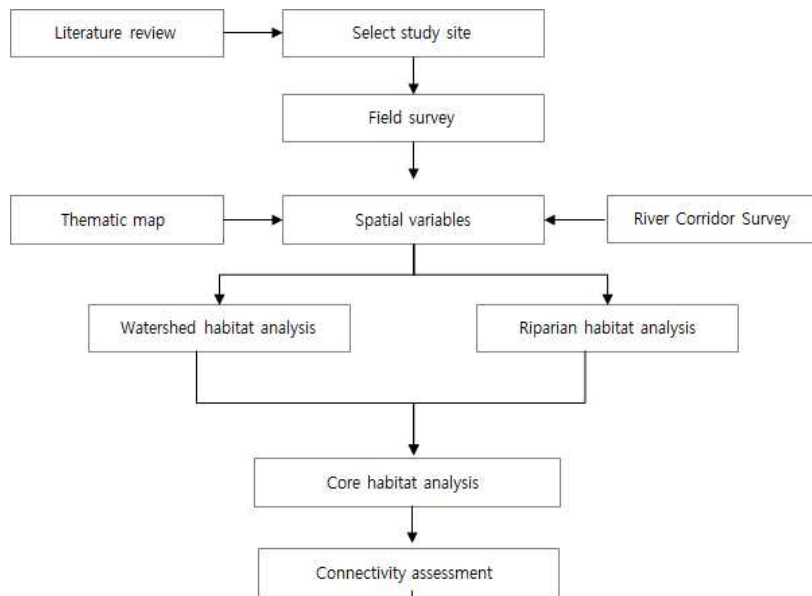 Literature review
Select study site
Field survey
Thematic map
Spatial variables
River Corridor Survey
Watershed habitat analysis
Riparian habitat analysis
Core habitat analysis
Connectivity assessment